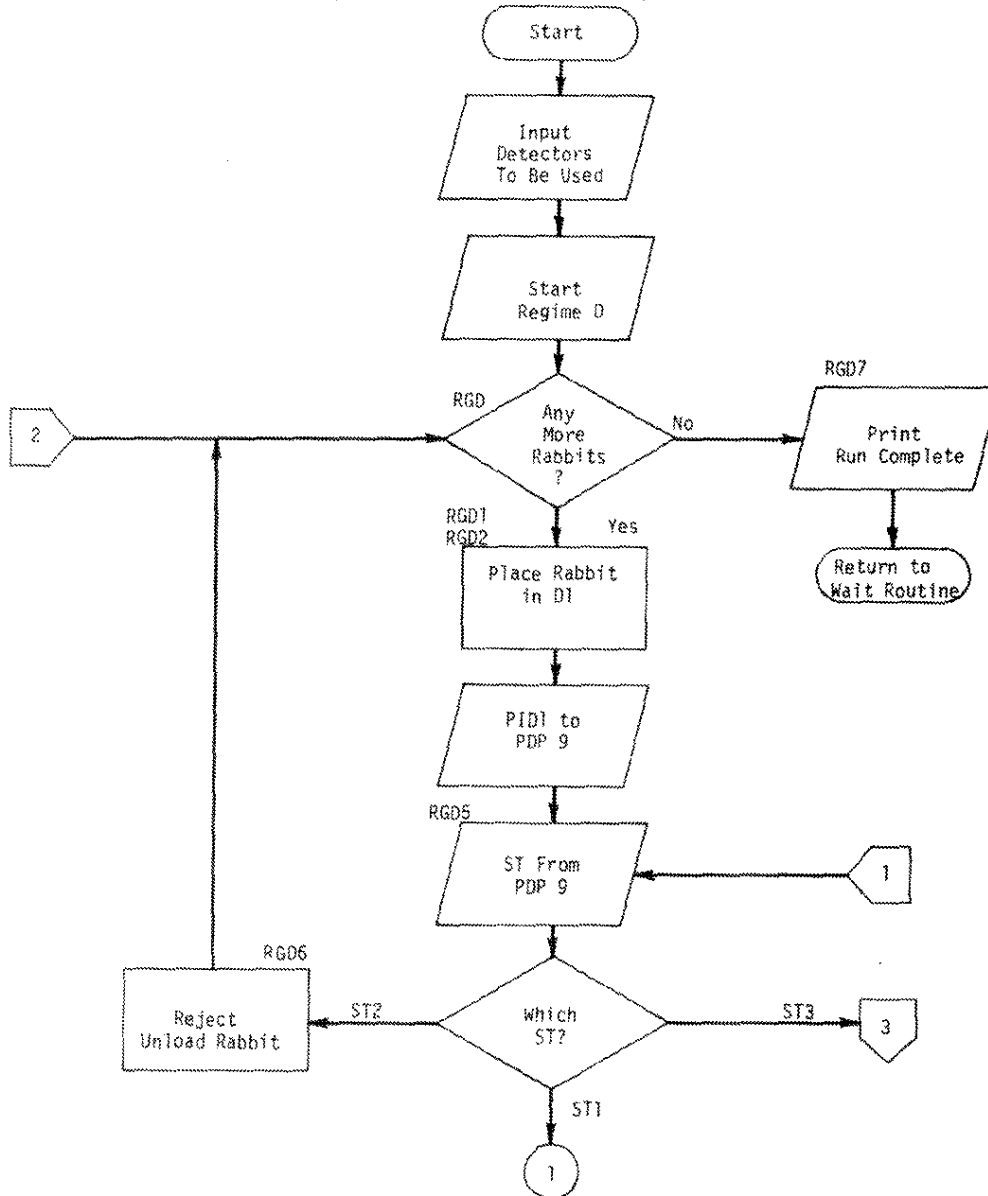 Start
Input
Detectors
To Be Used
Start
Regime D
RGD7
RGD
Any
More
Rabbits
?
No
2
Print
Run Complete
RGD1
RGD2
Yes
Place Rabbit
in D1
Return to
Wait Routine
PID1 to
PDP 9
RGD5
ST From
PDP 9
1
RGD6
Reject
Unload Rabbit
ST2
Which
ST?
ST3
3
ST1
1